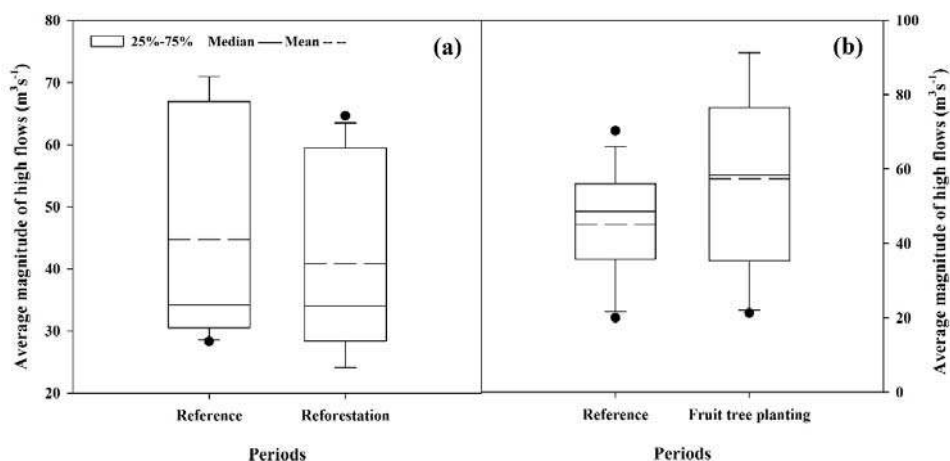 25%-75% Median Mean
(a)
(b)
Average magnitude of high flows (m³s⁻¹)
80
70
60
50
40
30
20
Reference Reforestation
Periods
100
80
60
40
20
0
Average magnitude of high flows (m³s⁻¹)
Reference Fruit tree planting
Periods